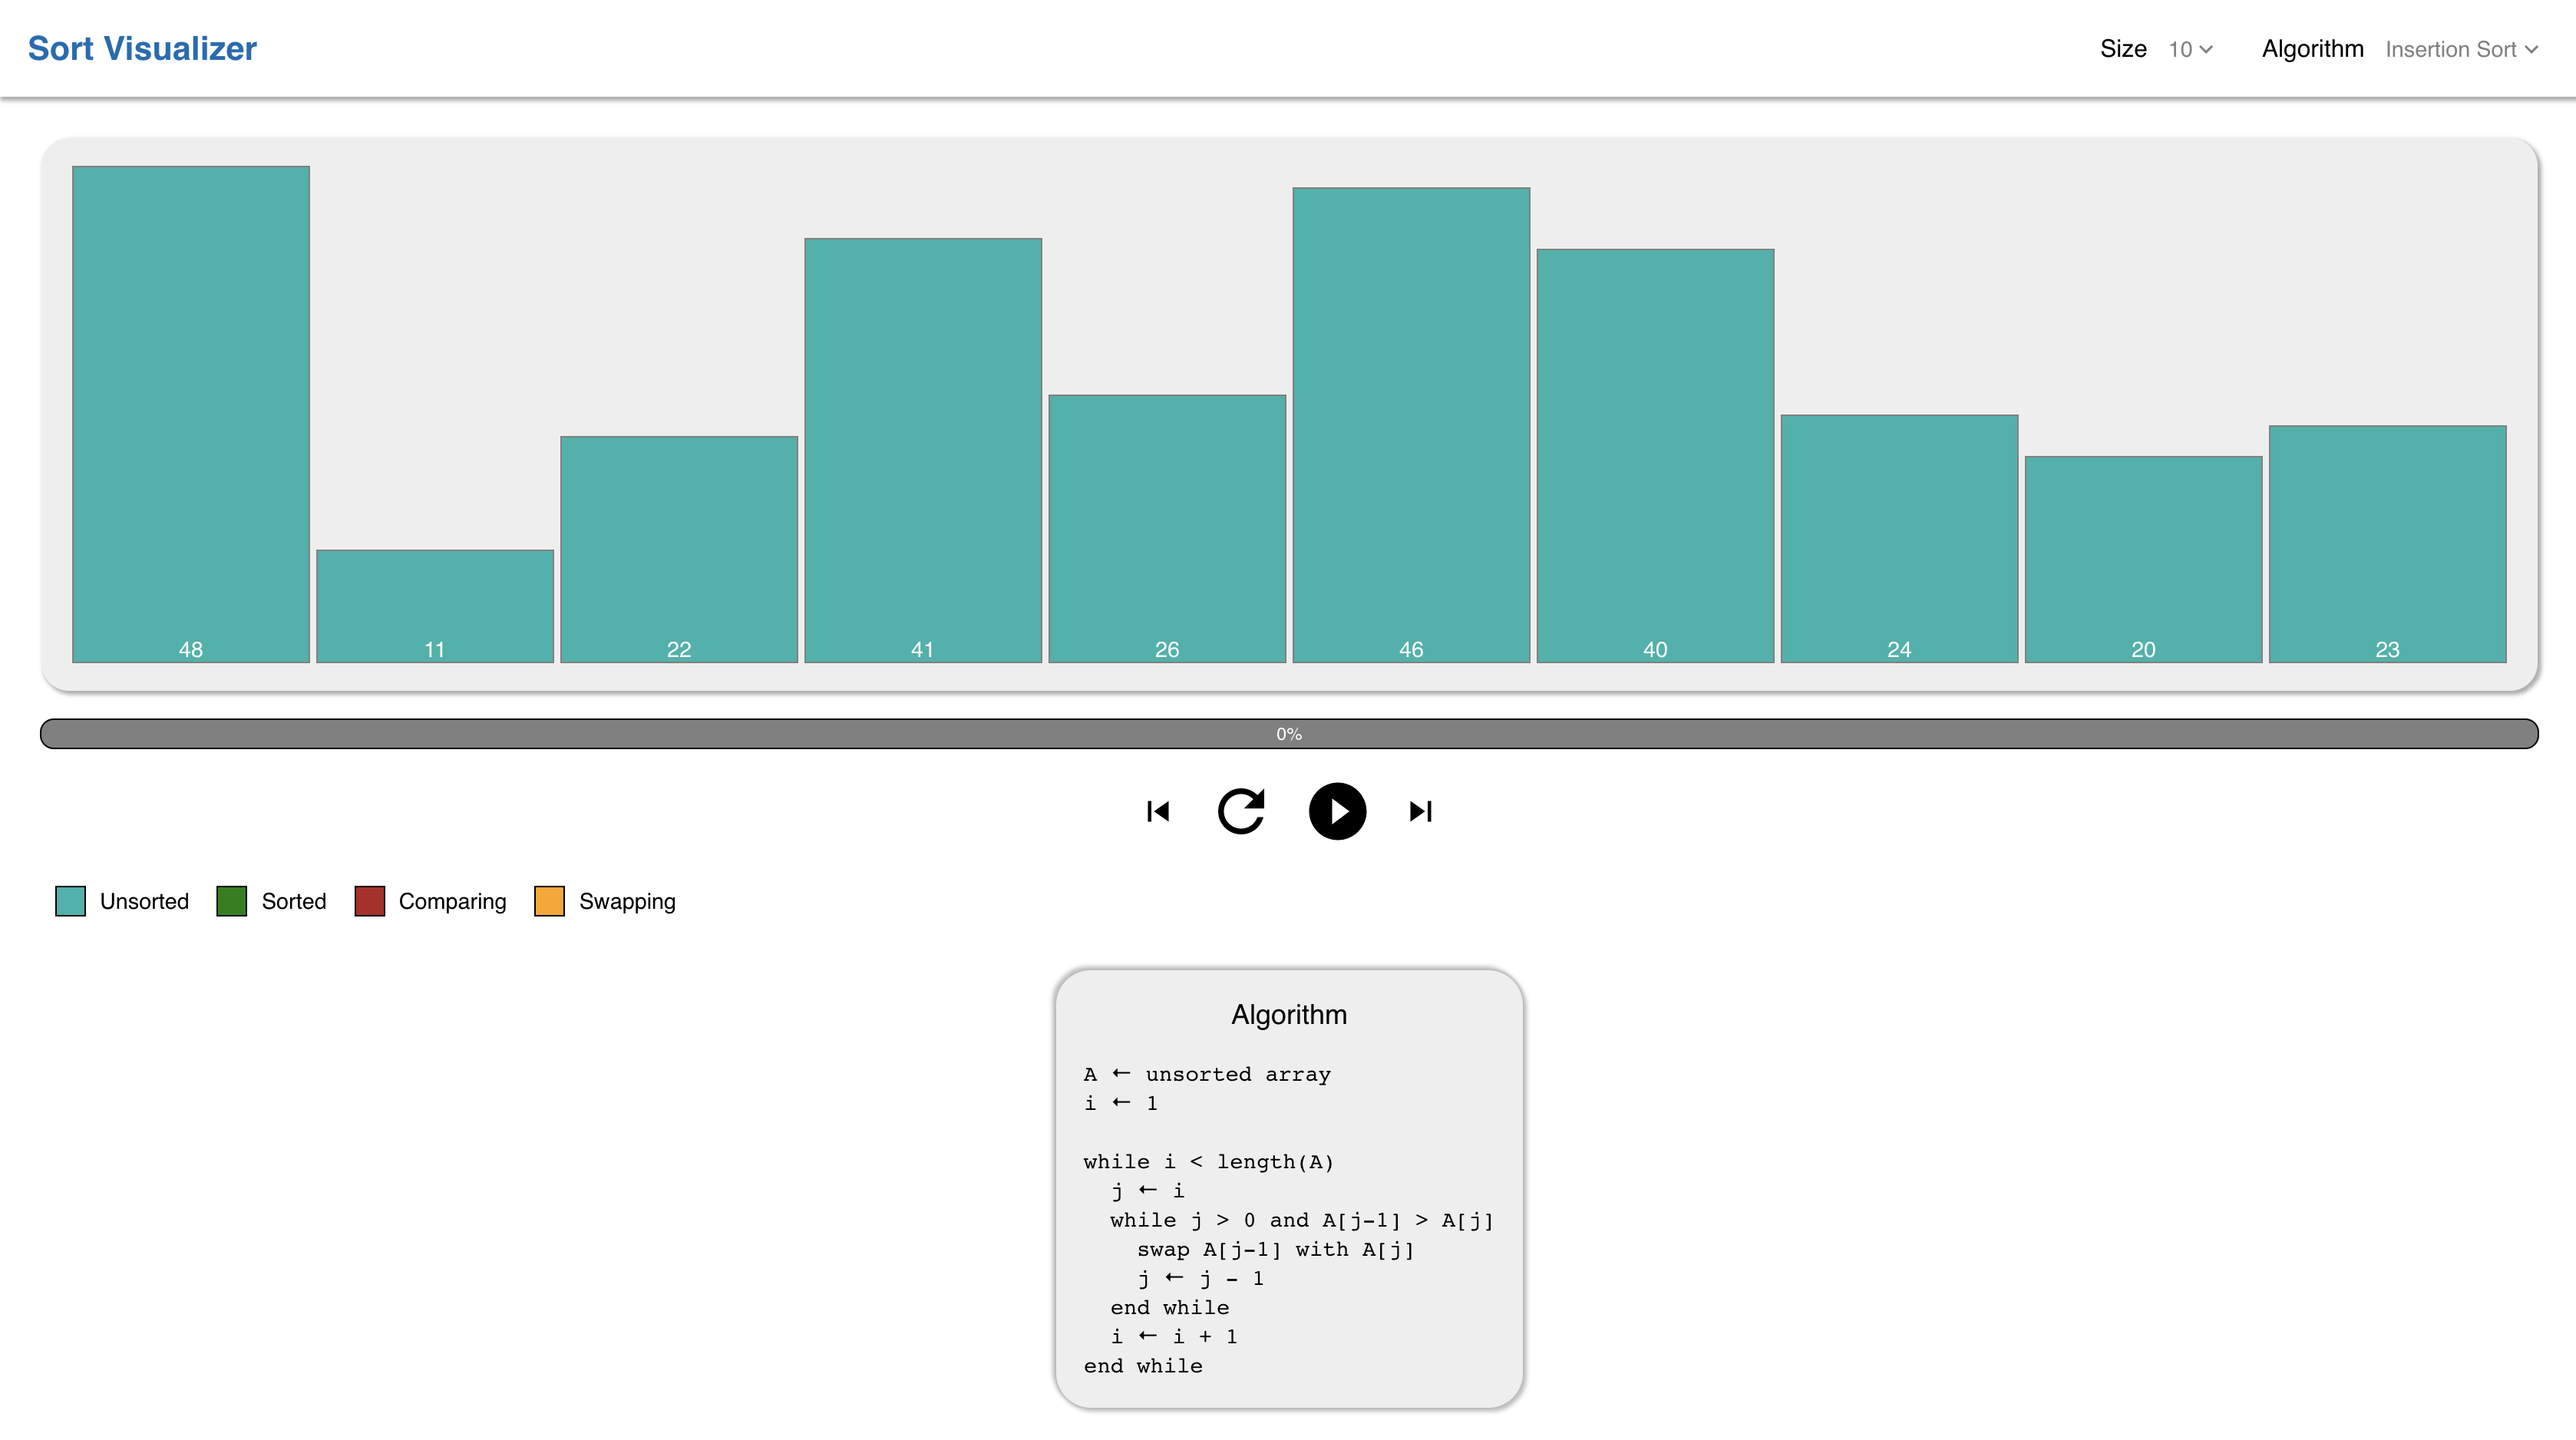 Sort Visualizer Size 10 Algorithm Insertion Sort
48 11 22 41 26 46 40 24 20 23
0%
Unsorted Sorted Comparing Swapping
Algorithm
A ← unsorted array
i ← 1
while i < length(A)
j ← i
while j > 0 and A[j-1] > A[j]
swap A[j-1] with A[j]
j ← j - 1
end while
i ← i + 1
end while